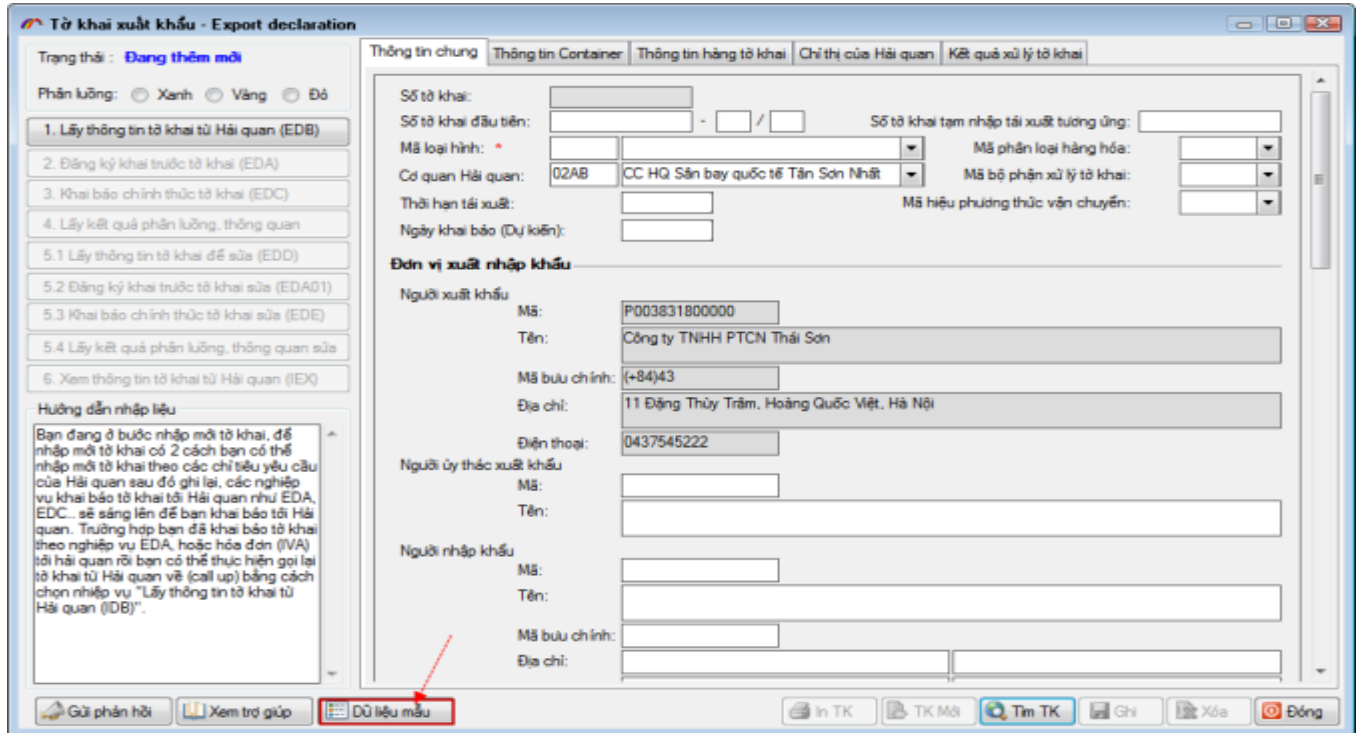 Tờ khai xuất khẩu - Export declaration
Trạng thái : Đang thêm mới
Phân luồng: Xanh Vàng Đỏ
1. Lấy thông tin tờ khai từ Hải quan (EDB)
2. Đăng ký khai trước tờ khai (EDA)
3. Khai báo chính thức tờ khai (EDC)
4. Lấy kết quả phân luồng, thông quan
5.1 Lấy thông tin tờ khai để sửa (EDD)
5.2 Đăng ký khai trước tờ khai sửa (EDA01)
5.3 Khai báo chính thức tờ khai sửa (EDE)
5.4 Lấy kết quả phân luồng, thông quan sửa
6. Xem thông tin tờ khai từ Hải quan (IEX)
Hướng dẫn nhập liệu
Bạn đang ở bước nhập mới tờ khai, để
nhập mới tờ khai có 2 cách bạn có thể
nhập mới tờ khai theo các chỉ tiêu yêu cầu
của Hải quan sau đó ghi lại, các nghiệp
vụ khai báo tờ khai tới Hải quan như EDA,
EDC... sẽ sáng lên để bạn khai báo tới Hải
quan. Trường hợp bạn đã khai báo tờ khai
theo nghiệp vụ EDA, hoặc hóa đơn (IVA)
tới hải quan rồi bạn có thể thực hiện gọi lại
tờ khai từ Hải quan về (call up) bằng cách
chọn nhiệp vụ "Lấy thông tin tờ khai từ
Hải quan (IDB)".
Thông tin chung Thông tin Container Thông tin hàng tờ khai Chỉ thị của Hải quan Kết quả xử lý tờ khai
Số tờ khai:
Số tờ khai đầu tiên: - / Số tờ khai tạm nhập tái xuất tương ứng:
Mã loại hình: * Mã phân loại hàng hóa:
Cơ quan Hải quan: 02AB CC HQ Sân bay quốc tế Tân Sơn Nhất Mã bộ phận xử lý tờ khai:
Thời hạn tái xuất: Mã hiệu phương thức vận chuyển:
Ngày khai báo (Dự kiến):
Đơn vị xuất nhập khẩu
Người xuất khẩu
Mã: P003831800000
Tên: Công ty TNHH PTCN Thái Sơn
Mã bưu chính: (+84)43
Địa chỉ: 11 Đặng Thùy Trâm, Hoàng Quốc Việt, Hà Nội
Điện thoại: 0437545222
Người ủy thác xuất khẩu
Mã:
Tên:
Người nhập khẩu
Mã:
Tên:
Mã bưu chính:
Địa chỉ:
Gửi phản hồi Xem trợ giúp Dữ liệu mẫu In TK TK Mới Tìm TK Ghi Xóa Đóng